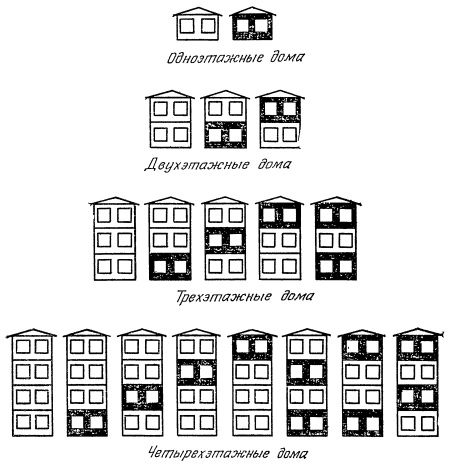 Одноэтажные дома
Двухэтажные дома
Трехэтажные дома
Четырехэтажные дома